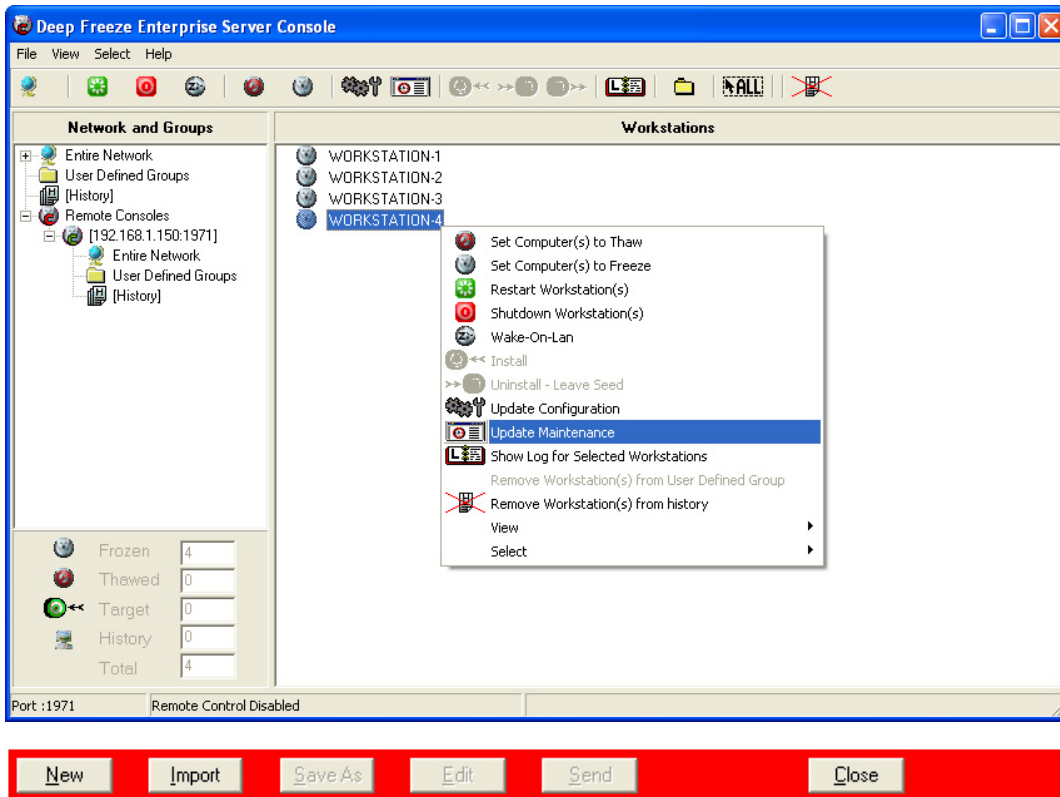 Deep Freeze Enterprise Server Console
File View Select Help
ALL
Network and Groups
Workstations
Entire Network
User Defined Groups
[History]
Remote Consoles
[192.168.1.150:1971]
Entire Network
User Defined Groups
[History]
WORKSTATION-1
WORKSTATION-2
WORKSTATION-3
WORKSTATION-4
Set Computer(s) to Thaw
Set Computer(s) to Freeze
Restart Workstation(s)
Shutdown Workstation(s)
Wake-On-Lan
Install
Uninstall - Leave Seed
Update Configuration
Update Maintenance
Show Log for Selected Workstations
Remove Workstation(s) from User Defined Group
Remove Workstation(s) from history
View
Select
Frozen 4
Thawed 0
Target 0
History 0
Total 4
Port :1971 Remote Control Disabled
New Import Save As Edit Send Close